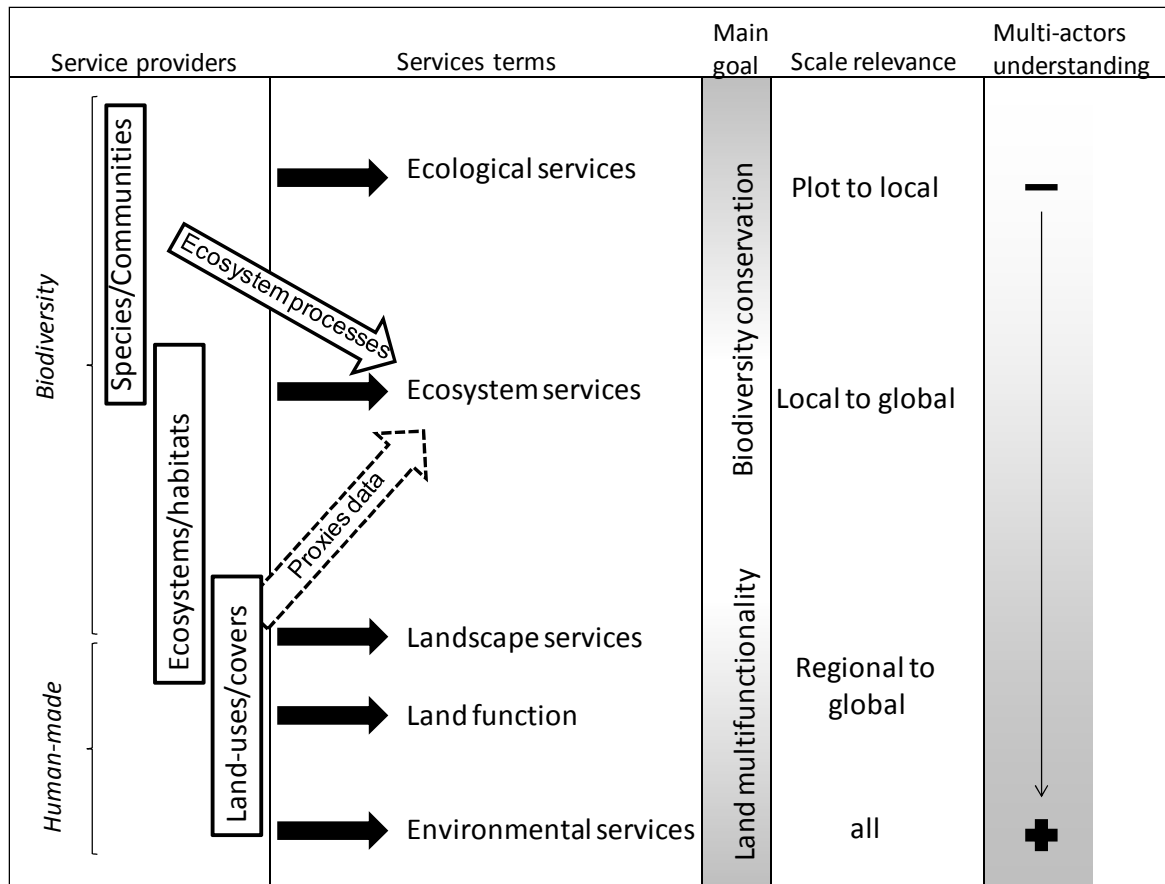 Service providers
Services terms
Main
goal
Scale relevance
Multi-actors
understanding
Biodiversity
Human-made
Species/Communities
Ecosystems/habitats
Land-uses/covers
Ecosystem processes
Proxies data
Ecological services
Ecosystem services
Landscape services
Land function
Environmental services
Biodiversity conservation
Land multifunctionality
Plot to local
Local to global
Regional to
global
all